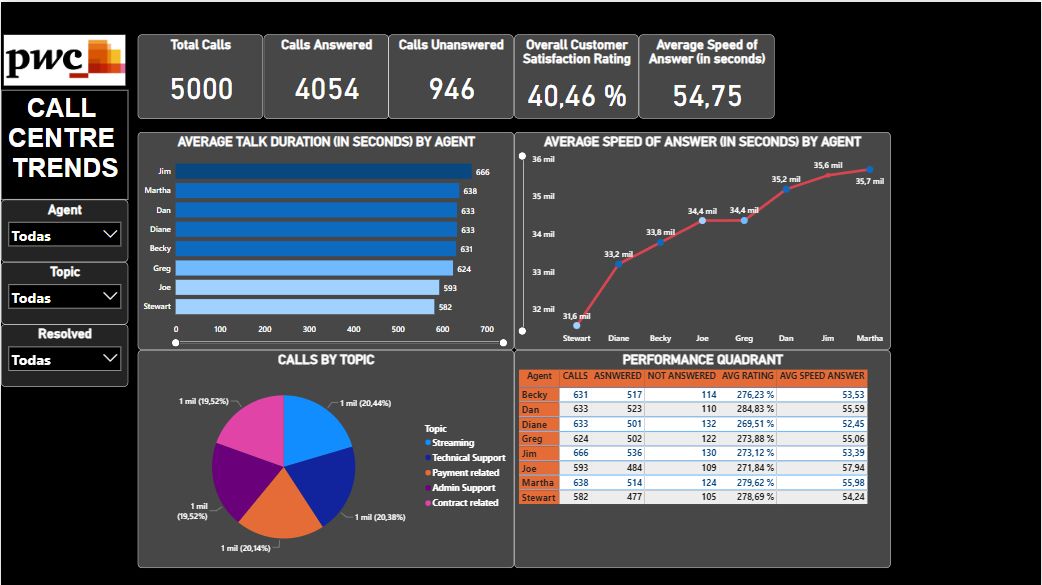 pwc
CALL
CENTRE
TRENDS
Agent
Todas
Topic
Todas
Resolved
Todas
Total Calls
5000
Calls Answered
4054
Calls Unanswered
946
Overall Customer
Satisfaction Rating
40,46 %
Average Speed of
Answer (in seconds)
54,75
AVERAGE TALK DURATION (IN SECONDS) BY AGENT
Jim 666
Martha 638
Dan 633
Diane 633
Becky 631
Greg 624
Joe 593
Stewart 582
0 100 200 300 400 500 600 700
AVERAGE SPEED OF ANSWER (IN SECONDS) BY AGENT
36 mil
35 mil
34 mil
33 mil
32 mil
31,6 mil
33,2 mil
33,8 mil
34,4 mil
34,4 mil
35,2 mil
35,6 mil
35,7 mil
Stewart Diane Becky Joe Greg Dan Jim Martha
CALLS BY TOPIC
1 mil (20,44%)
1 mil (20,38%)
1 mil (20,14%)
1 mil
(19,52%)
1 mil (19,52%)
Topic
Streaming
Technical Support
Payment related
Admin Support
Contract related
PERFORMANCE QUADRANT
Agent CALLS ASNWERED NOT ANSWERED AVG RATING AVG SPEED ANSWER
Becky 631 517 114 276,23 % 53,53
Dan 633 523 110 284,83 % 55,59
Diane 633 501 132 269,51 % 52,45
Greg 624 502 122 273,88 % 55,06
Jim 666 536 130 273,12 % 53,39
Joe 593 484 109 271,84 % 57,94
Martha 638 514 124 279,62 % 55,98
Stewart 582 477 105 278,69 % 54,24